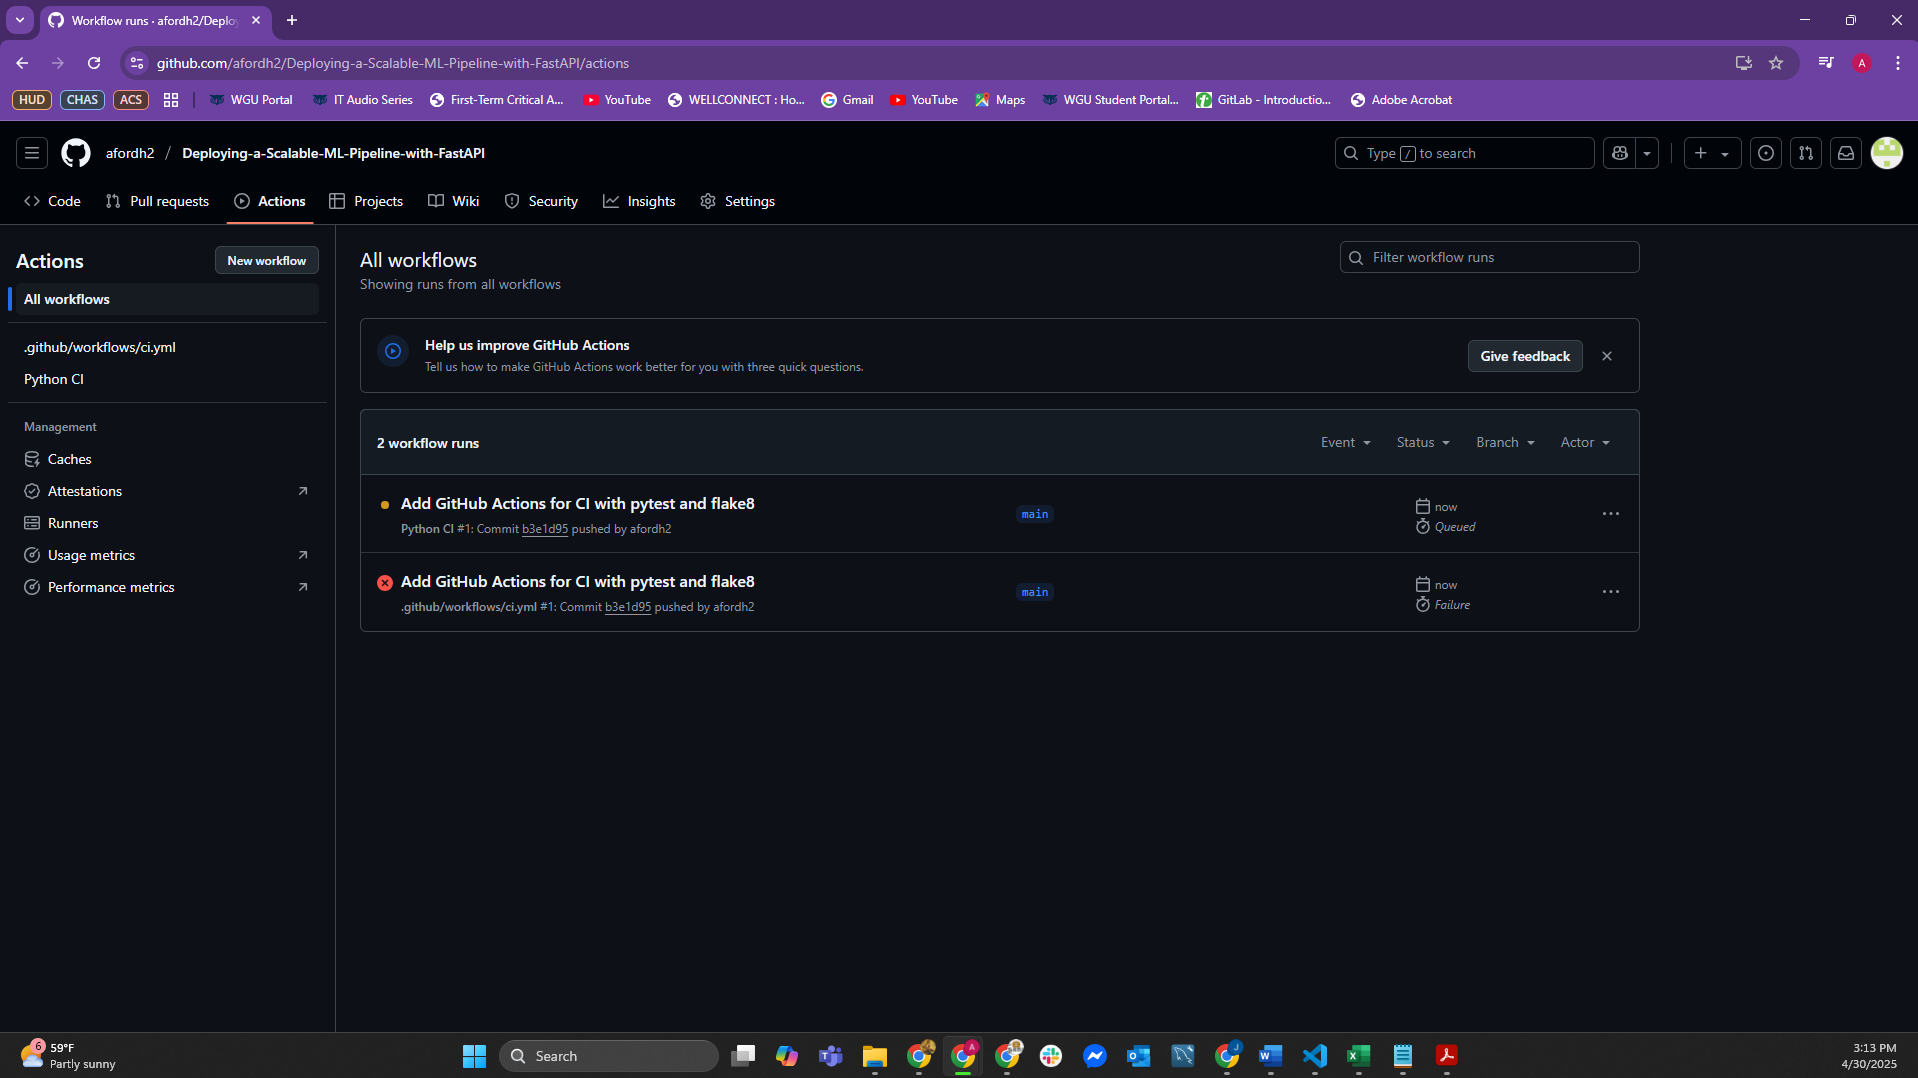 Workflow runs · afordh2/Deplo
github.com/afordh2/Deploying-a-Scalable-ML-Pipeline-with-FastAPI/actions
A
HUD CHAS ACS WGU Portal IT Audio Series First-Term Critical A... YouTube WELLCONNECT : Ho... Gmail YouTube Maps WGU Student Portal... GitLab - Introductio... Adobe Acrobat
afordh2 / Deploying-a-Scalable-ML-Pipeline-with-FastAPI
Type / to search
Code Pull requests Actions Projects Wiki Security Insights Settings
Actions
New workflow
All workflows
.github/workflows/ci.yml
Python CI
Management
Caches
Attestations
Runners
Usage metrics
Performance metrics
All workflows
Showing runs from all workflows
Filter workflow runs
Help us improve GitHub Actions
Tell us how to make GitHub Actions work better for you with three quick questions.
Give feedback
2 workflow runs
Event Status Branch Actor
Add GitHub Actions for CI with pytest and flake8
Python CI #1: Commit b3e1d95 pushed by afordh2
main
now
Queued
Add GitHub Actions for CI with pytest and flake8
.github/workflows/ci.yml #1: Commit b3e1d95 pushed by afordh2
main
now
Failure
6
59°F
Partly sunny
Search
A
J
3:13 PM
4/30/2025